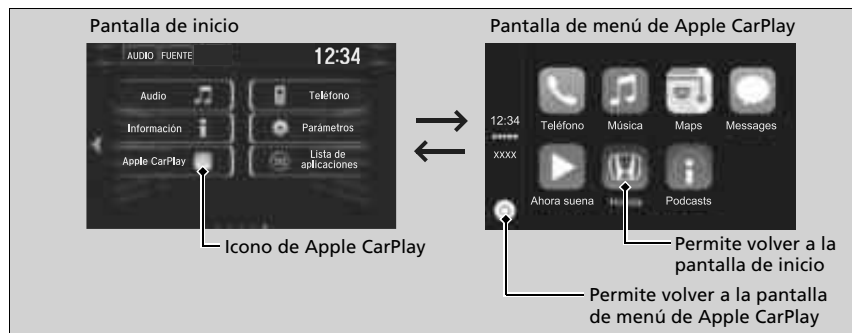 Pantalla de inicio
Pantalla de menú de Apple CarPlay
AUDIO FUENTE
12:34
Audio
Teléfono
Información
Parámetros
Apple CarPlay
Lista de
aplicaciones
12:34
XXXX
Teléfono
Música
Maps
Messages
Ahora suena
Podcasts
Icono de Apple CarPlay
Permite volver a la
pantalla de inicio
Permite volver a la pantalla
de menú de Apple CarPlay